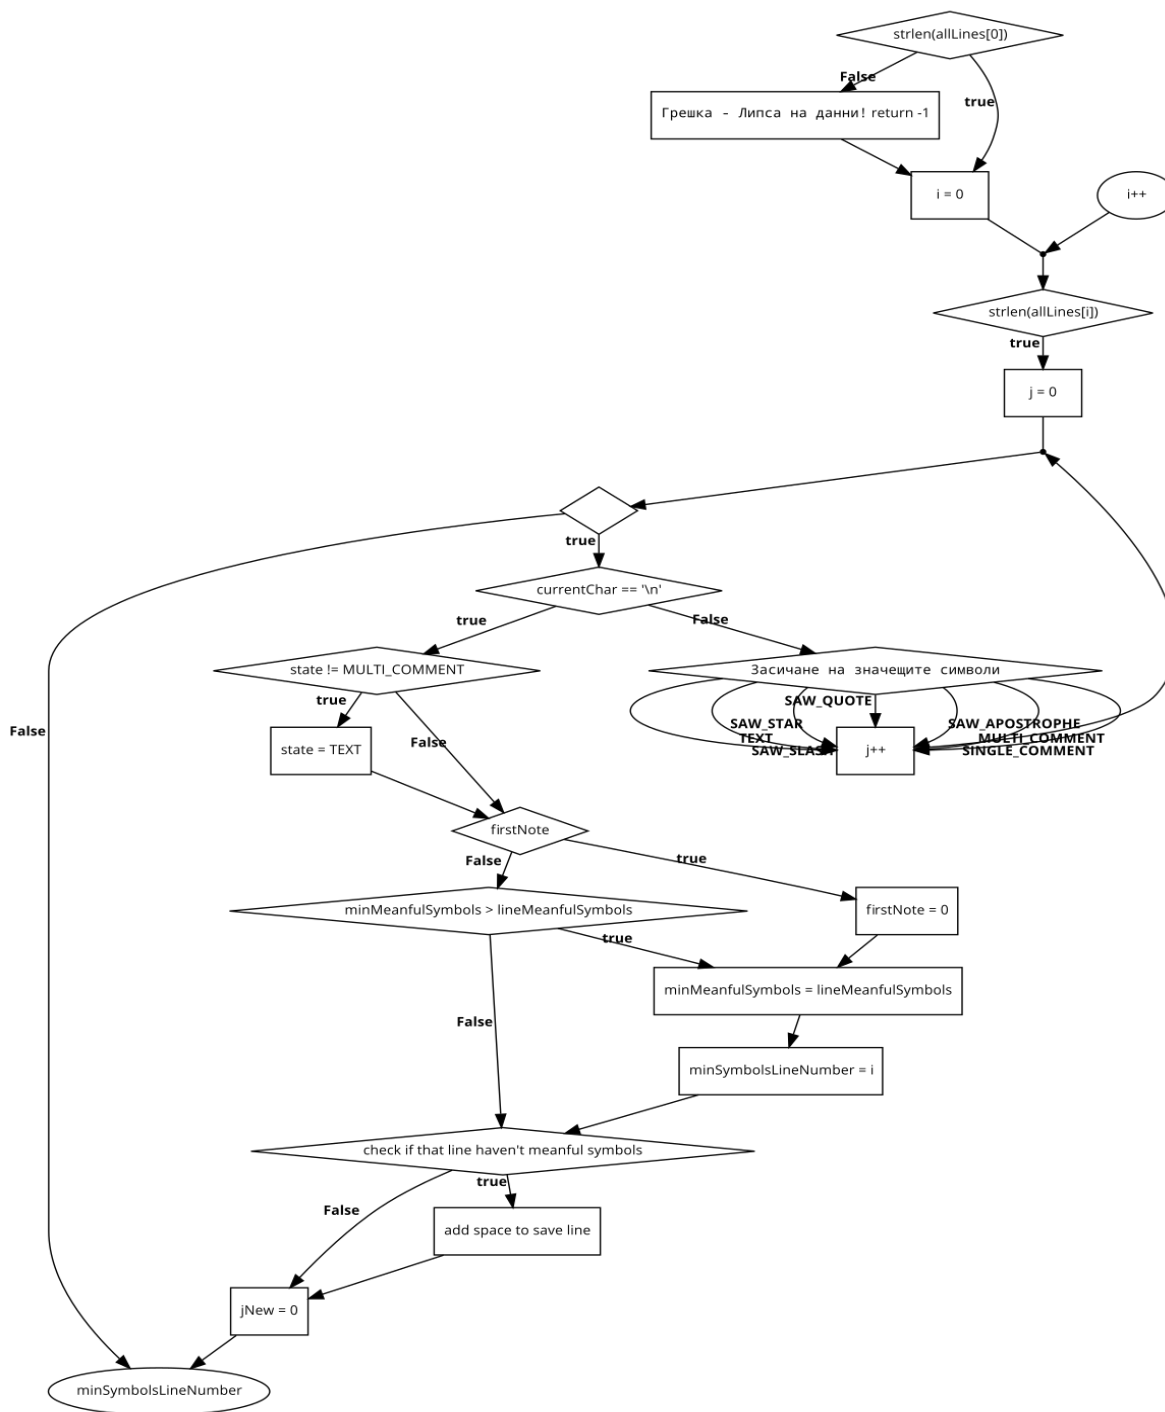 strlen(allLines[0])
False
true
Грешка - Липса на данни! return -1
i = 0
i++
strlen(allLines[i])
true
j = 0
true
currentChar == '\n'
true
False
state != MULTI_COMMENT
Засичане на значещите символи
true
False
False
state = TEXT
SAW_QUOTE
SAW_STAR
TEXT
SAW_SLASH
j++
SAW_APOSTROPHE
MULTI_COMMENT
SINGLE_COMMENT
firstNote
False
true
minMeanfulSymbols > lineMeanfulSymbols
firstNote = 0
true
minMeanfulSymbols = lineMeanfulSymbols
False
minSymbolsLineNumber = i
check if that line haven't meanful symbols
true
False
add space to save line
jNew = 0
minSymbolsLineNumber